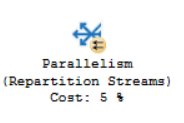 Parallelism
(Repartition Streams)
Cost: 5 %